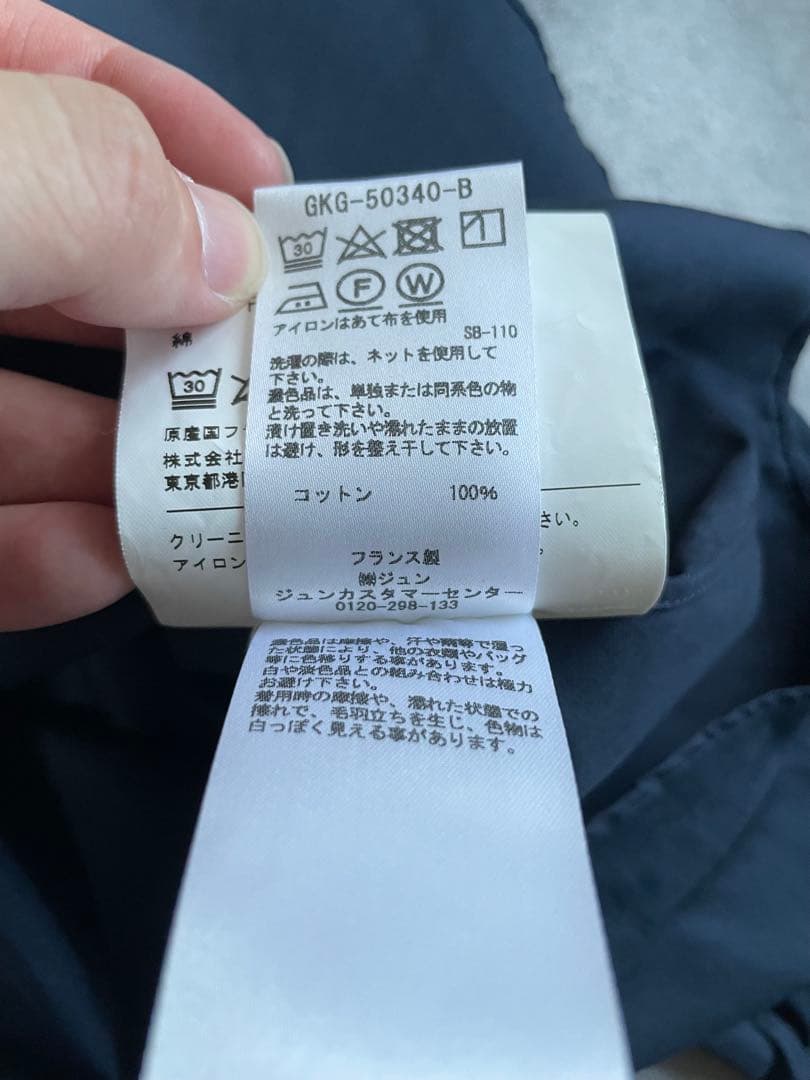 GKG-50340-B
30
F W
アイロンはあて布を使用
SB-110
洗濯の際は、ネットを使用して
下さい。
濃色品は、単独または同系色の物
と洗って下さい。
漬け置き洗いや濡れたままの放置
は避け、形を整え干して下さい。
コットン 100%
フランス製
㈱ジュン
ジュンカスタマーセンター
0120-298-133
綿
30
原産国フ
株式会社
東京都港
さい。
クリーニ
アイロン
濃色品は摩擦や、汗や雨等で湿っ
た状態により、他の衣類やバッグ
等に色移りする事があります。
白や淡色品との組み合わせは極力
お避け下さい。
着用時の摩擦や、濡れた状態での
擦れで、毛羽立ちを生じ、色物は
白っぽく見える事があります。